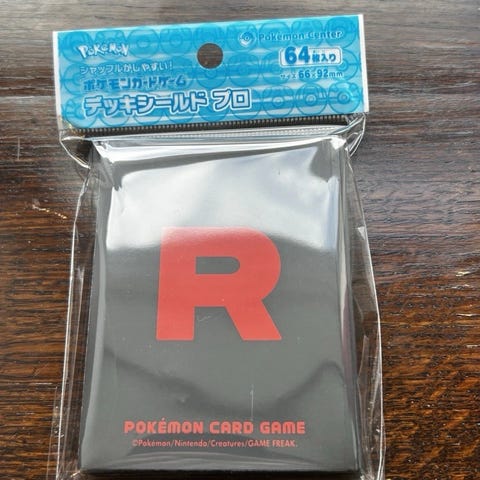 Pokémon
Pokémon Center
シャッフルがしやすい!
64枚入り
ポケモンカードゲーム
サイズ 66×92mm
デッキシールド プロ
R
POKÉMON CARD GAME
©Pokémon/Nintendo/Creatures/GAME FREAK.